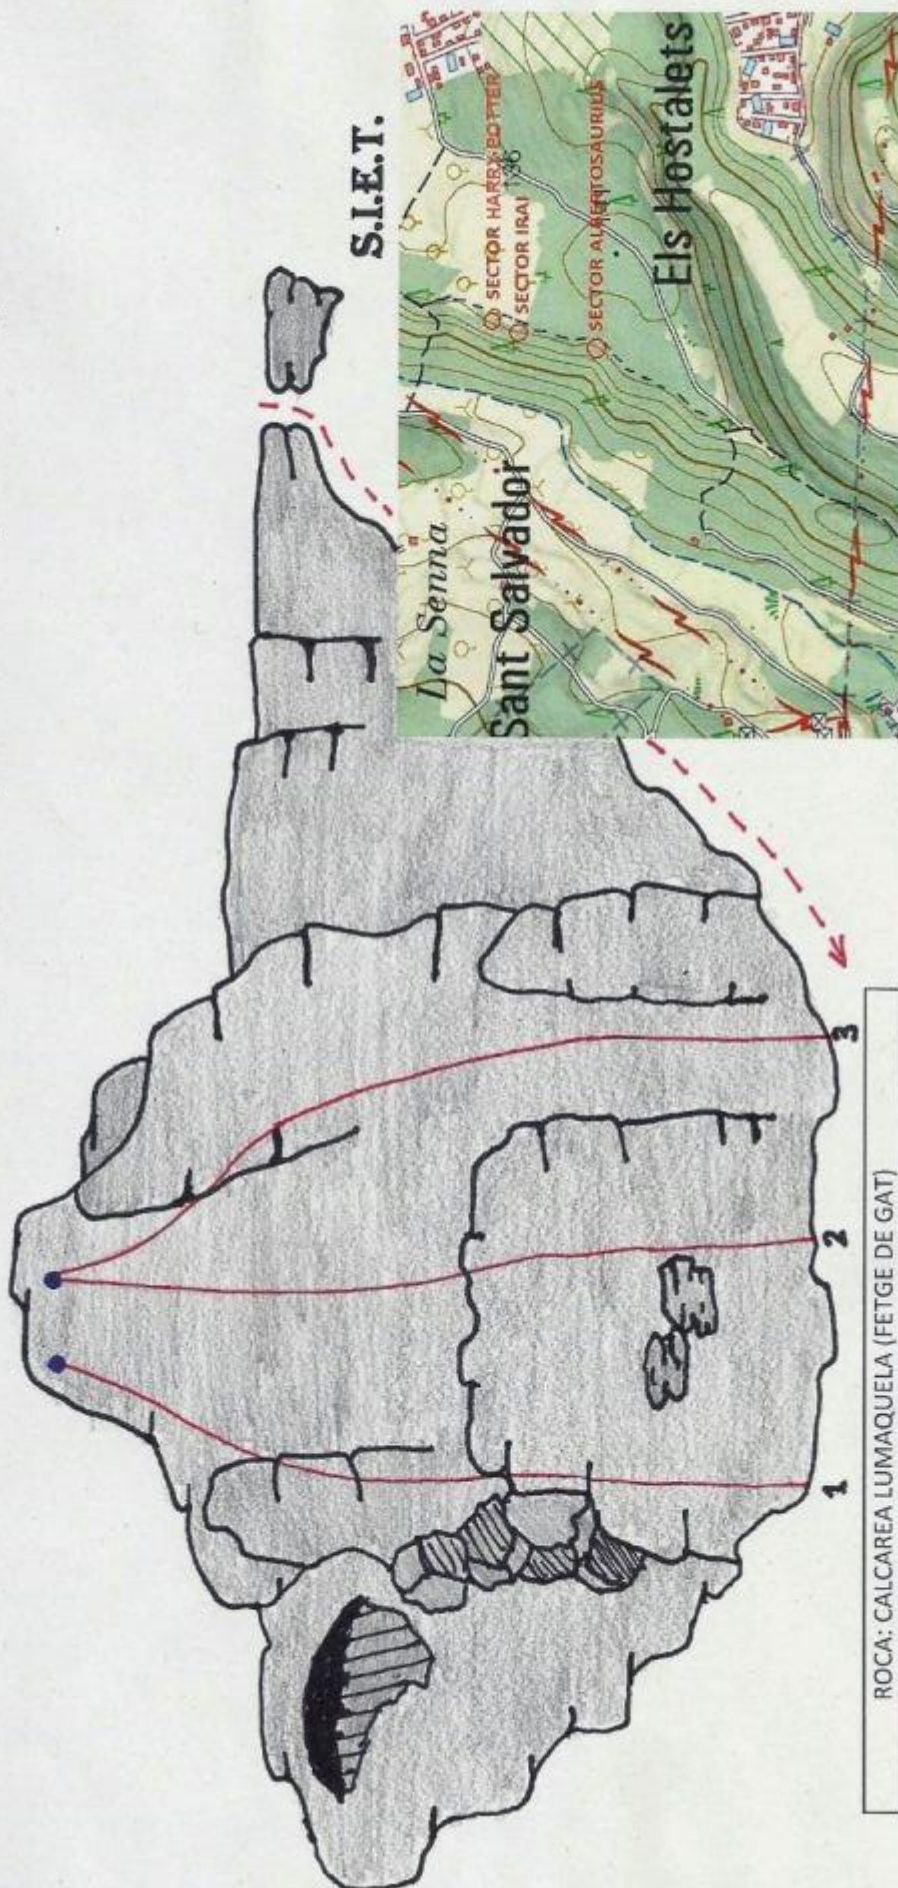 S.I.E.T.
SECTOR HARRY POTTER
SECTOR IRAI
SECTOR ALBERTOSAURIUS
Els Hostalets
La Senna
Sant Salvador
1
2
3
ROCA: CALCAREA LUMAQUELA (FETGE DE GAT)